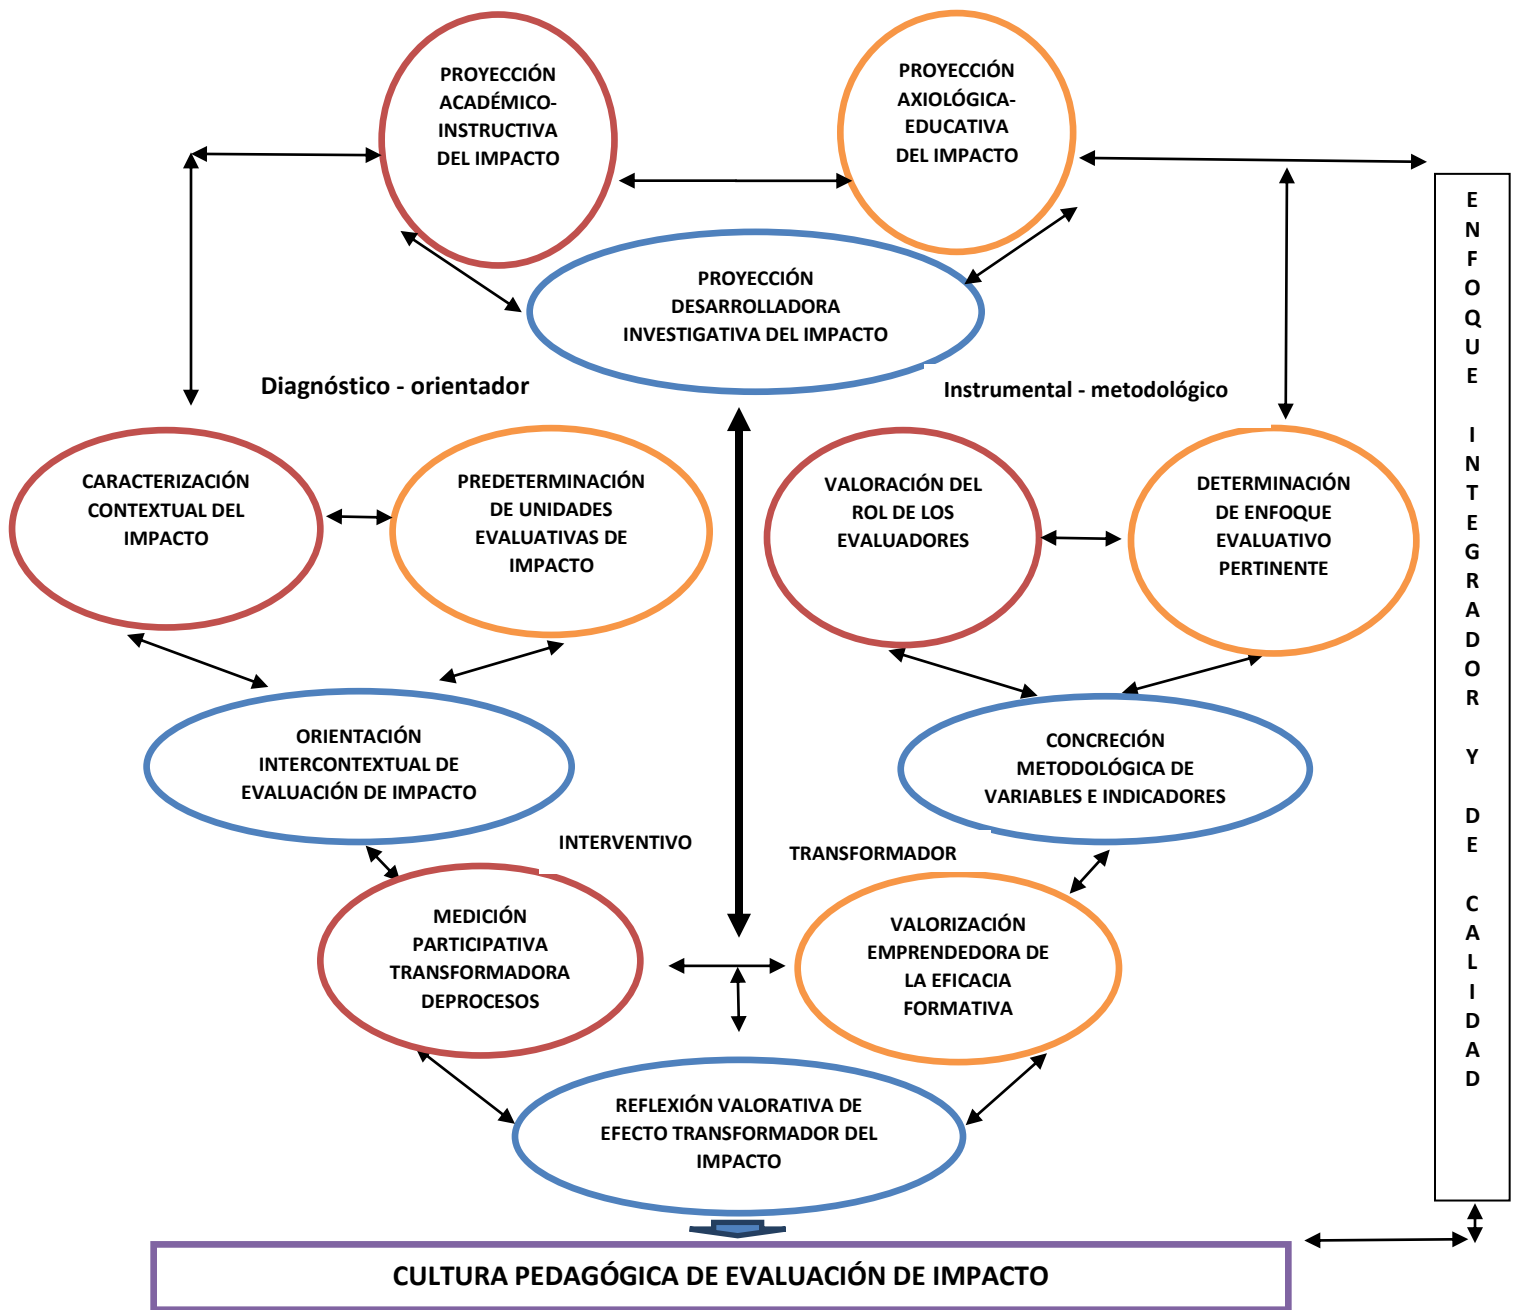 PROYECCIÓN
ACADÉMICO-
INSTRUCTIVA
DEL IMPACTO
PROYECCIÓN
AXIOLÓGICA-
EDUCATIVA
DEL IMPACTO
PROYECCIÓN
DESARROLLADORA
INVESTIGATIVA DEL IMPACTO
Diagnóstico - orientador
Instrumental - metodológico
CARACTERIZACIÓN
CONTEXTUAL DEL
IMPACTO
PREDETERMINACIÓN
DE UNIDADES
EVALUATIVAS DE
IMPACTO
VALORACIÓN DEL
ROL DE LOS
EVALUADORES
DETERMINACIÓN
DE ENFOQUE
EVALUATIVO
PERTINENTE
ORIENTACIÓN
INTERCONTEXTUAL DE
EVALUACIÓN DE IMPACTO
CONCRECIÓN
METODOLÓGICA DE
VARIABLES E INDICADORES
INTERVENTIVO
TRANSFORMADOR
MEDICIÓN
PARTICIPATIVA
TRANSFORMADORA
DEPROCESOS
VALORIZACIÓN
EMPRENDEDORA DE
LA EFICACIA
FORMATIVA
REFLEXIÓN VALORATIVA DE
EFECTO TRANSFORMADOR DEL
IMPACTO
CULTURA PEDAGÓGICA DE EVALUACIÓN DE IMPACTO
ENFOQUE INTEGRADOR Y DE CALIDAD